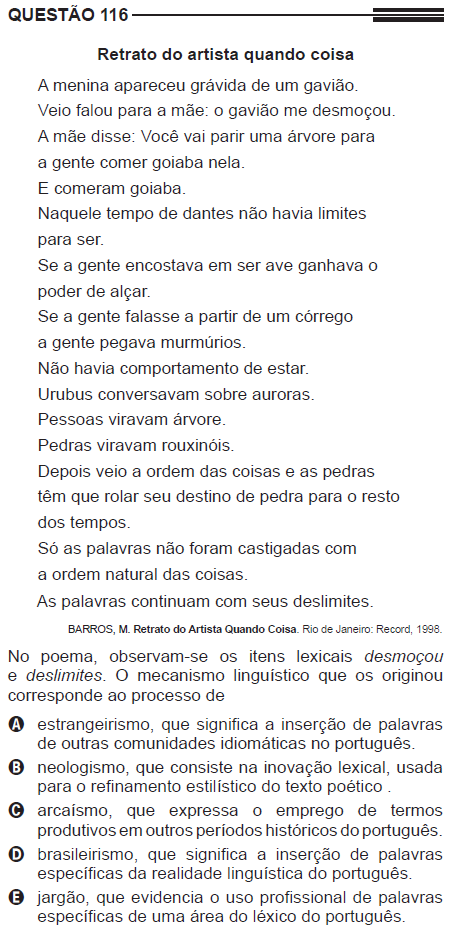 QUESTÃO 116
Retrato do artista quando coisa
A menina apareceu grávida de um gavião.
Veio falou para a mãe: o gavião me desmoçou.
A mãe disse: Você vai parir uma árvore para
a gente comer goiaba nela.
E comeram goiaba.
Naquele tempo de dantes não havia limites
para ser.
Se a gente encostava em ser ave ganhava o
poder de alçar.
Se a gente falasse a partir de um córrego
a gente pegava murmúrios.
Não havia comportamento de estar.
Urubus conversavam sobre auroras.
Pessoas viravam árvore.
Pedras viravam rouxinóis.
Depois veio a ordem das coisas e as pedras
têm que rolar seu destino de pedra para o resto
dos tempos.
Só as palavras não foram castigadas com
a ordem natural das coisas.
As palavras continuam com seus deslimites.
BARROS, M. Retrato do Artista Quando Coisa. Rio de Janeiro: Record, 1998.
No poema, observam-se os itens lexicais desmoçou
e deslimites. O mecanismo linguístico que os originou
corresponde ao processo de
A estrangeirismo, que significa a inserção de palavras
de outras comunidades idiomáticas no português.
B neologismo, que consiste na inovação lexical, usada
para o refinamento estilístico do texto poético .
C arcaísmo, que expressa o emprego de termos
produtivos em outros períodos históricos do português.
D brasileirismo, que significa a inserção de palavras
específicas da realidade linguística do português.
E jargão, que evidencia o uso profissional de palavras
específicas de uma área do léxico do português.